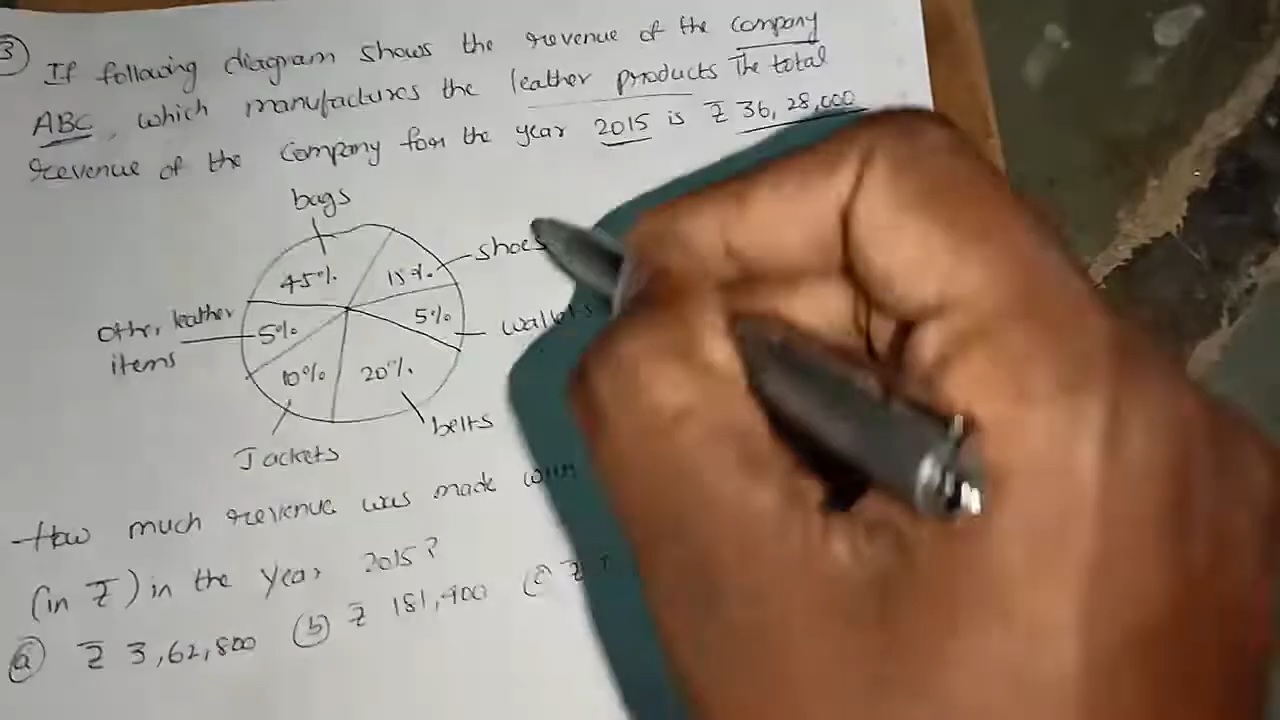 3
If following diagram shows the revenue of the company
ABC, which manufactures the leather products The total
revenue of the company for the year 2015 is ₹ 36,28,000
bags
45%
15%
shoes
5%
wallets
Other leather
items
5%
10%
20%
belts
Jackets
How much revenue was made
(in ₹) in the year 2015?
(a) ₹ 3,62,800 (b) ₹ 181,400 (c) ₹